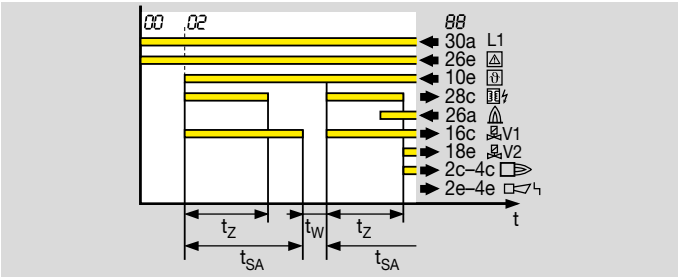 00 02 88
30a L1
26e
10e ϑ
28c
26a
16c V1
18e V2
2c–4c
2e–4e
t
tZ tW tZ
tSA tSA